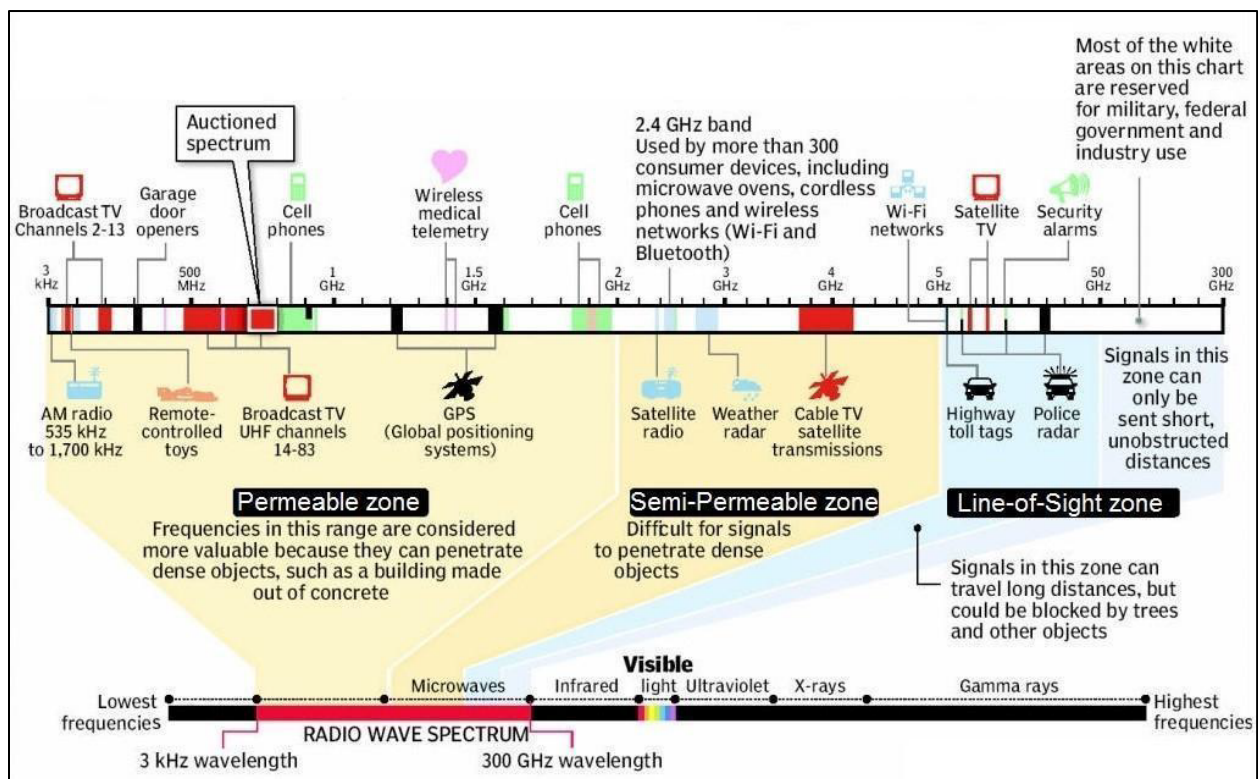 Most of the white
areas on this chart
are reserved
for military, federal
government and
industry use
Auctioned
spectrum
2.4 GHz band
Used by more than 300
consumer devices, including
microwave ovens, cordless
phones and wireless
networks (Wi-Fi and
Bluetooth)
Broadcast TV
Channels 2-13
Garage
door
openers
Cell
phones
Wireless
medical
telemetry
Cell
phones
Wi-Fi
networks
Satellite
TV
Security
alarms
3
kHz
500
MHz
1
GHz
1.5
GHz
2
GHz
3
GHz
4
GHz
5
GHz
50
GHz
300
GHz
AM radio
535 kHz
to 1,700 kHz
Remote-
controlled
toys
Broadcast TV
UHF channels
14-83
GPS
(Global positioning
systems)
Satellite
radio
Weather
radar
Cable TV
satellite
transmissions
Highway
toll tags
Police
radar
Signals in this
zone can
only be
sent short,
unobstructed
distances
Permeable zone
Frequencies in this range are considered
more valuable because they can penetrate
dense objects, such as a building made
out of concrete
Semi-Permeable zone
Difficult for signals
to penetrate dense
objects
Line-of-Sight zone
Signals in this zone can
travel long distances, but
could be blocked by trees
and other objects
Lowest
frequencies
Microwaves
Infrared
Visible
light
Ultraviolet
X-rays
Gamma rays
Highest
frequencies
RADIO WAVE SPECTRUM
3 kHz wavelength
300 GHz wavelength